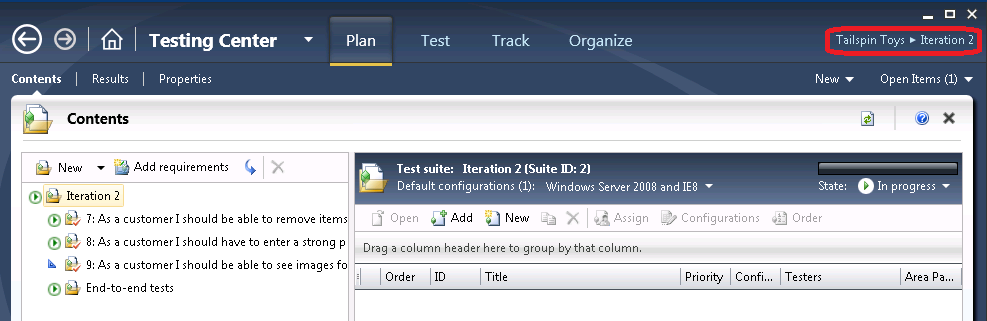 Testing Center Plan Test Track Organize Tailspin Toys ▸ Iteration 2
Contents Results Properties New Open Items (1)
Contents
New Add requirements
Iteration 2
7: As a customer I should be able to remove items
8: As a customer I should have to enter a strong p
9: As a customer I should be able to see images fo
End-to-end tests
Test suite: Iteration 2 (Suite ID: 2)
Default configurations (1): Windows Server 2008 and IE8 State: In progress
Open Add New Assign Configurations Order
Drag a column header here to group by that column.
Order ID Title Priority Confi... Testers Area Pa...